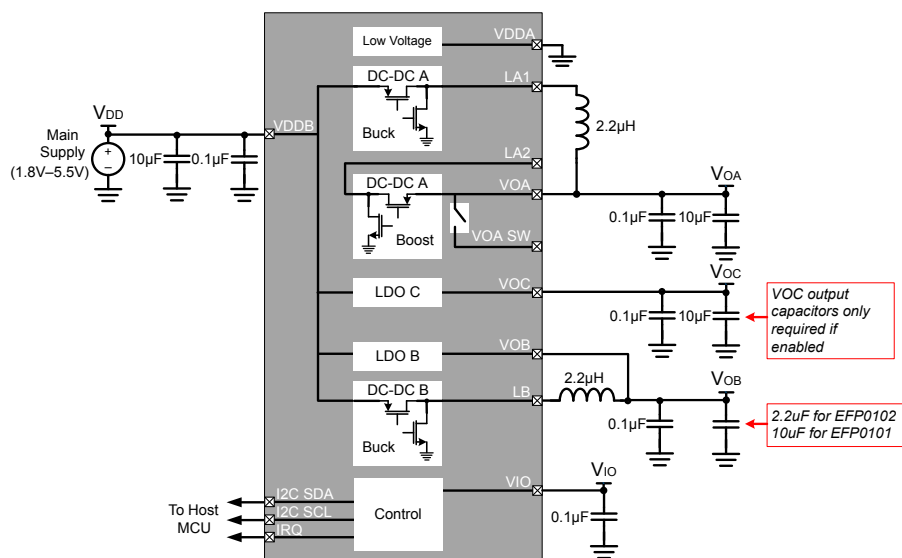 Low Voltage
VDDA
DC-DC A
LA1
Buck
VDD
Main
Supply
(1.8V–5.5V)
10µF
0.1µF
VDDB
2.2µH
LA2
DC-DC A
VOA
VOA
Boost
0.1µF
10µF
VOA SW
LDO C
VOC
VOC
0.1µF
10µF
VOC output
capacitors only
required if
enabled
LDO B
VOB
DC-DC B
LB
2.2µH
VOB
Buck
0.1µF
2.2uF for EFP0102
10uF for EFP0101
To Host
MCU
I2C SDA
I2C SCL
IRQ
Control
VIO
VIO
0.1µF